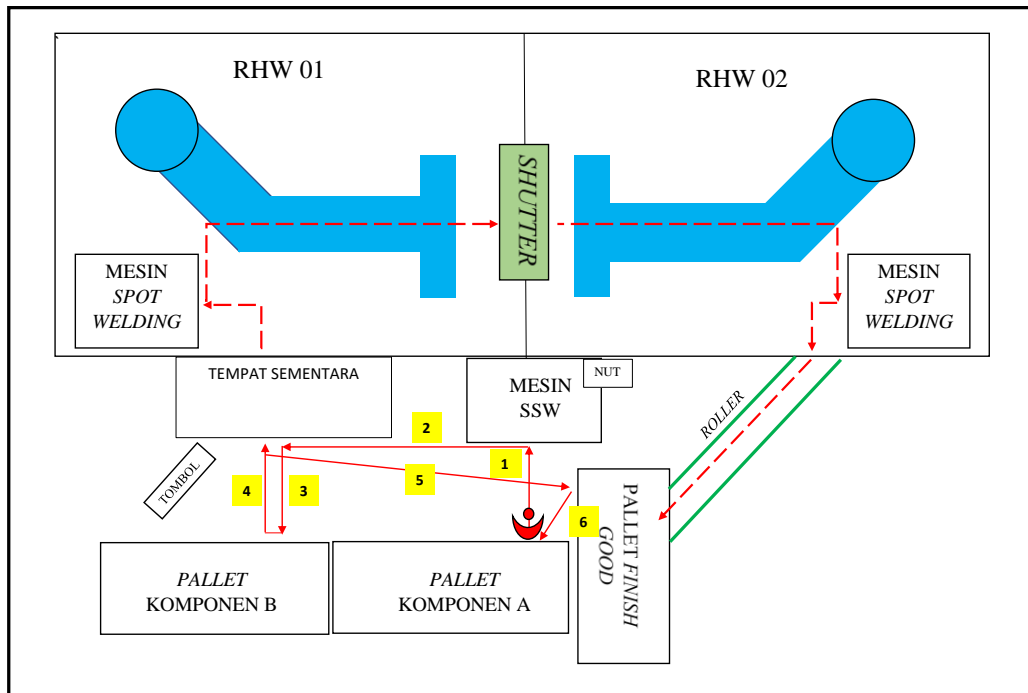 RHW 01
RHW 02
SHUTTER
MESIN
SPOT
WELDING
MESIN
SPOT
WELDING
TEMPAT SEMENTARA
MESIN
SSW
NUT
ROLLER
TOMBOL
2
1
5
4
3
6
PALLET
KOMPONEN B
PALLET
KOMPONEN A
PALLET FINISH
GOOD